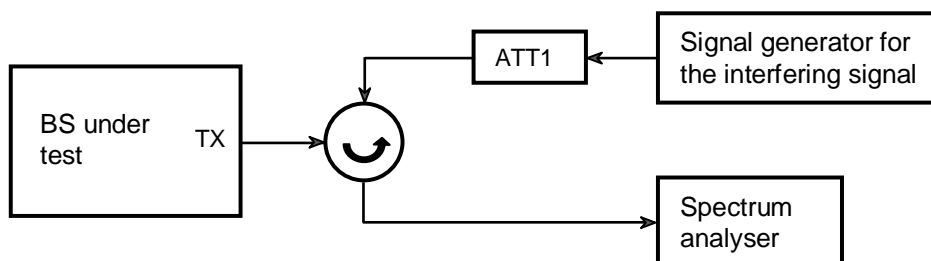 BS under
test
TX
ATT1
Signal generator for
the interfering signal
Spectrum
analyser